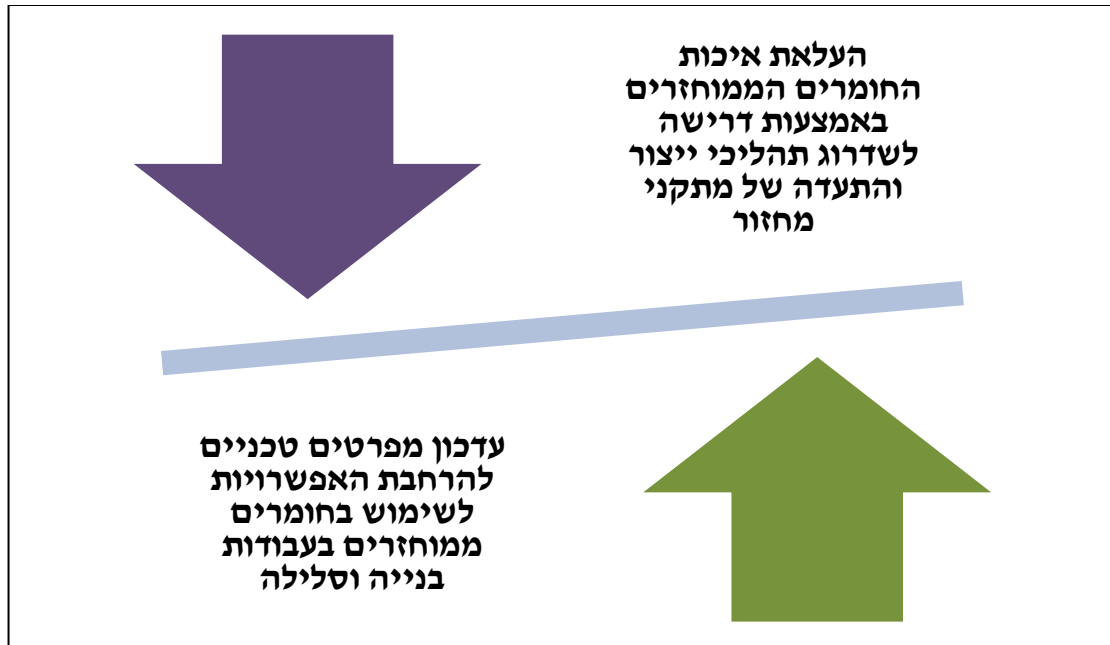 העלאת איכות
החומרים הממוחזרים
באמצעות דרישה
לשדרוג תהליכי ייצור
והתעדה של מתקני
מחזור
עדכון מפרטים טכניים
להרחבת האפשרויות
לשימוש בחומרים
ממוחזרים בעבודות
בנייה וסלילה